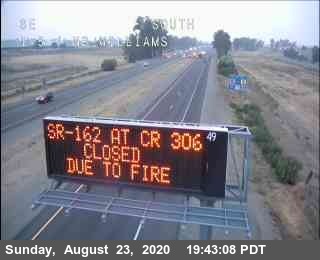 SOUTH
WILLIAMS
SR-162 AT CR 306
CLOSED
DUE TO FIRE
49
Sunday, August 23, 2020 19:43:08 PDT